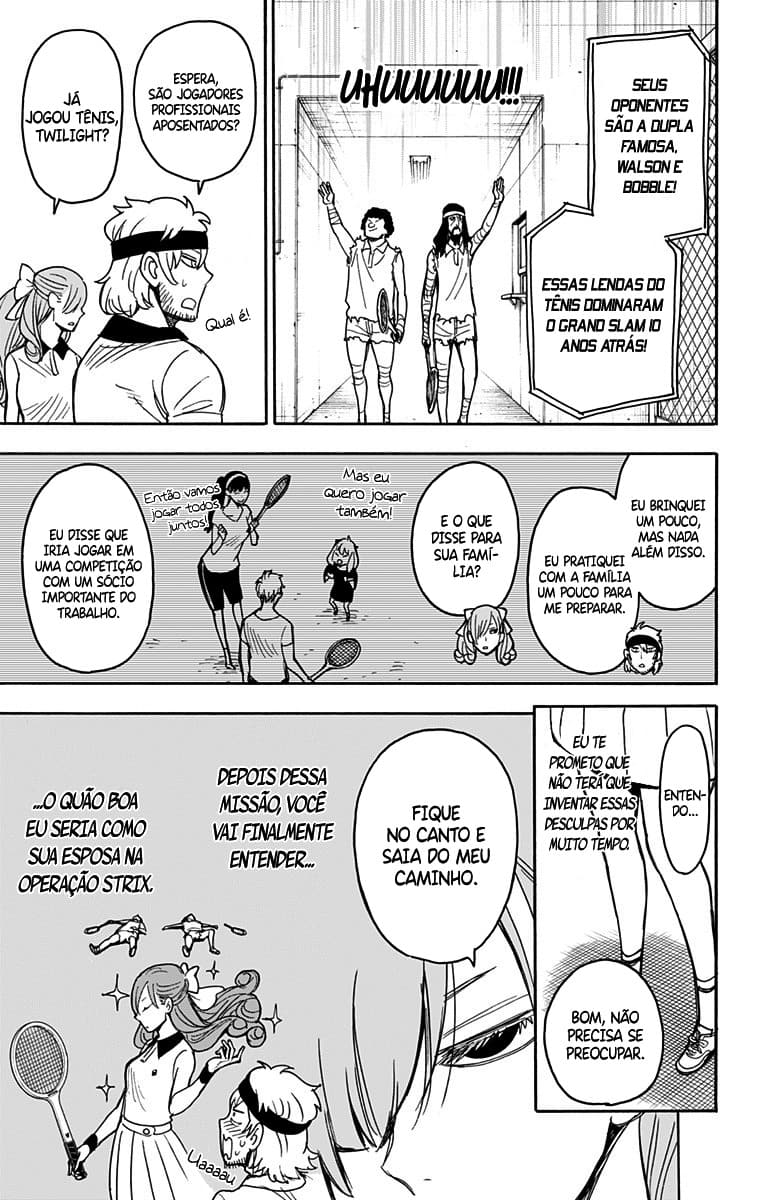 SEUS
OPONENTES
SÃO A DUPLA
FAMOSA,
WALSON E
BOBBLE!
UHUUUUUU!!!!
ESSAS LENDAS DO
TÊNIS DOMINARAM
O GRAND SLAM 10
ANOS ATRÁS!
ESPERA,
SÃO JOGADORES
PROFISSIONAIS
APOSENTADOS?
JÁ
JOGOU TÊNIS,
TWILIGHT?
Qual é!
EU BRINQUEI
UM POUCO,
MAS NADA
ALÉM DISSO.
EU PRATIQUEI
COM A FAMÍLIA
UM POUCO PARA
ME PREPARAR.
E O QUE
DISSE PARA
SUA FAMÍ-
LIA?
Mas eu
quero jogar
também!
Então vamos
jogar todos
juntos!
EU DISSE QUE
IRIA JOGAR EM
UMA COMPETIÇÃO
COM UM SÓCIO
IMPORTANTE DO
TRABALHO.
ENTEN-
DO...
EU TE
PROMETO QUE
NÃO TERÁ QUE
INVENTAR ESSAS
DESCULPAS POR
MUITO TEMPO.
BOM, NÃO
PRECISA SE
PREOCUPAR.
FIQUE
NO CANTO E
SAIA DO MEU
CAMINHO.
DEPOIS DESSA
MISSÃO, VOCÊ
VAI FINALMENTE
ENTENDER...
...O QUÃO BOA
EU SERIA COMO
SUA ESPOSA NA
OPERAÇÃO STRIX.
Uaaaau